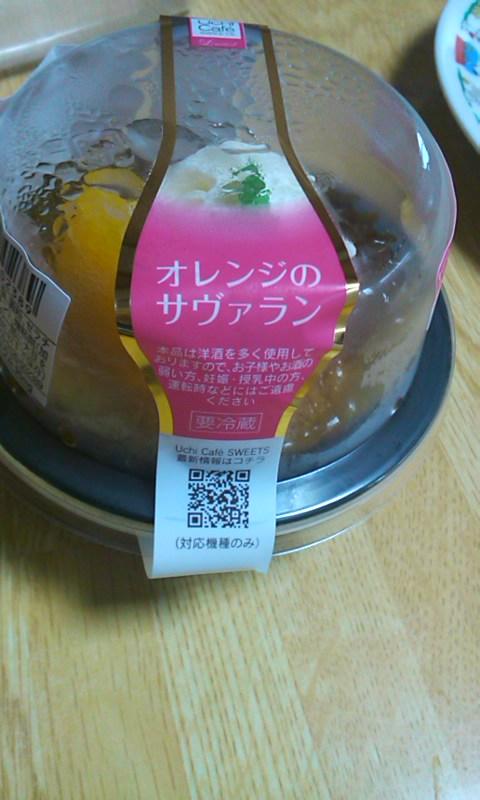 Uchi
Café
オレンジの
サヴァラン
本品は洋酒を多く使用して
おりますので、お子様やお酒の
弱い方、妊娠・授乳中の方、
運転時などにはご遠慮
ください
要冷蔵
Uchi Café SWEETS
最新情報はコチラ
(対応機種のみ)